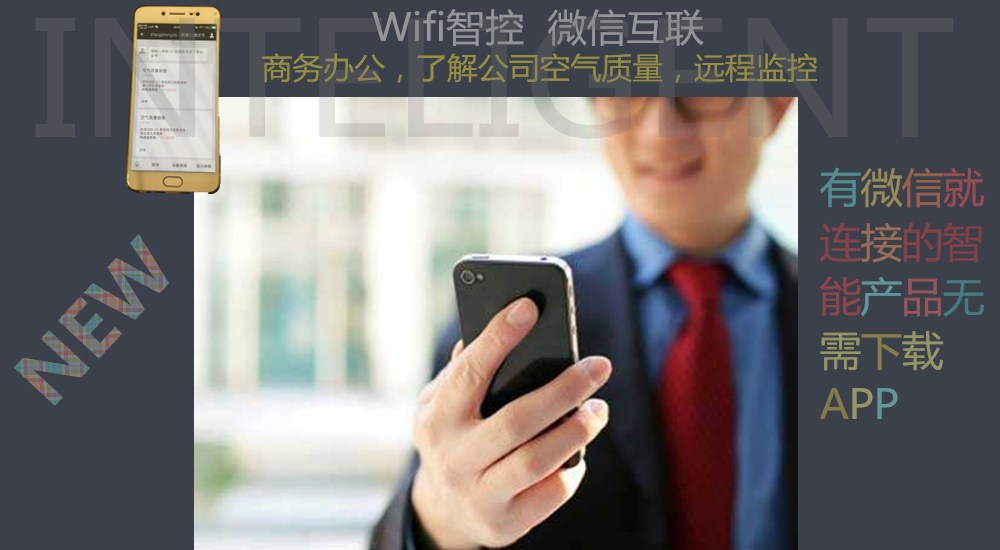 INTELIGENT
Wifi智控 微信互联
商务办公，了解公司空气质量，远程监控
有微信就
连接的智
能产品无
需下载
APP
NEW